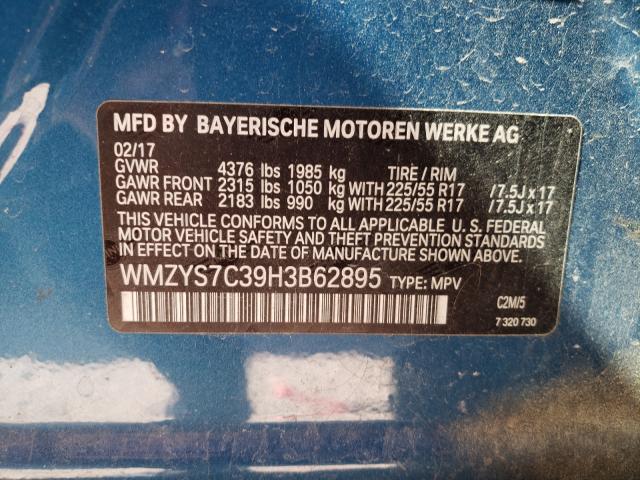 MFD BY BAYERISCHE MOTOREN WERKE AG
02/17
GVWR 4376 lbs 1985 kg TIRE / RIM
GAWR FRONT 2315 lbs 1050 kg WITH 225/55 R17 /7.5J x 17
GAWR REAR 2183 lbs 990 kg WITH 225/55 R17 /7.5J x 17
THIS VEHICLE CONFORMS TO ALL APPLICABLE U. S. FEDERAL
MOTOR VEHICLE SAFETY AND THEFT PREVENTION STANDARDS
IN EFFECT ON THE DATE OF MANUFACTURE SHOWN ABOVE.
WMZYS7C39H3B62895 TYPE: MPV
C2M/5
7 320 730